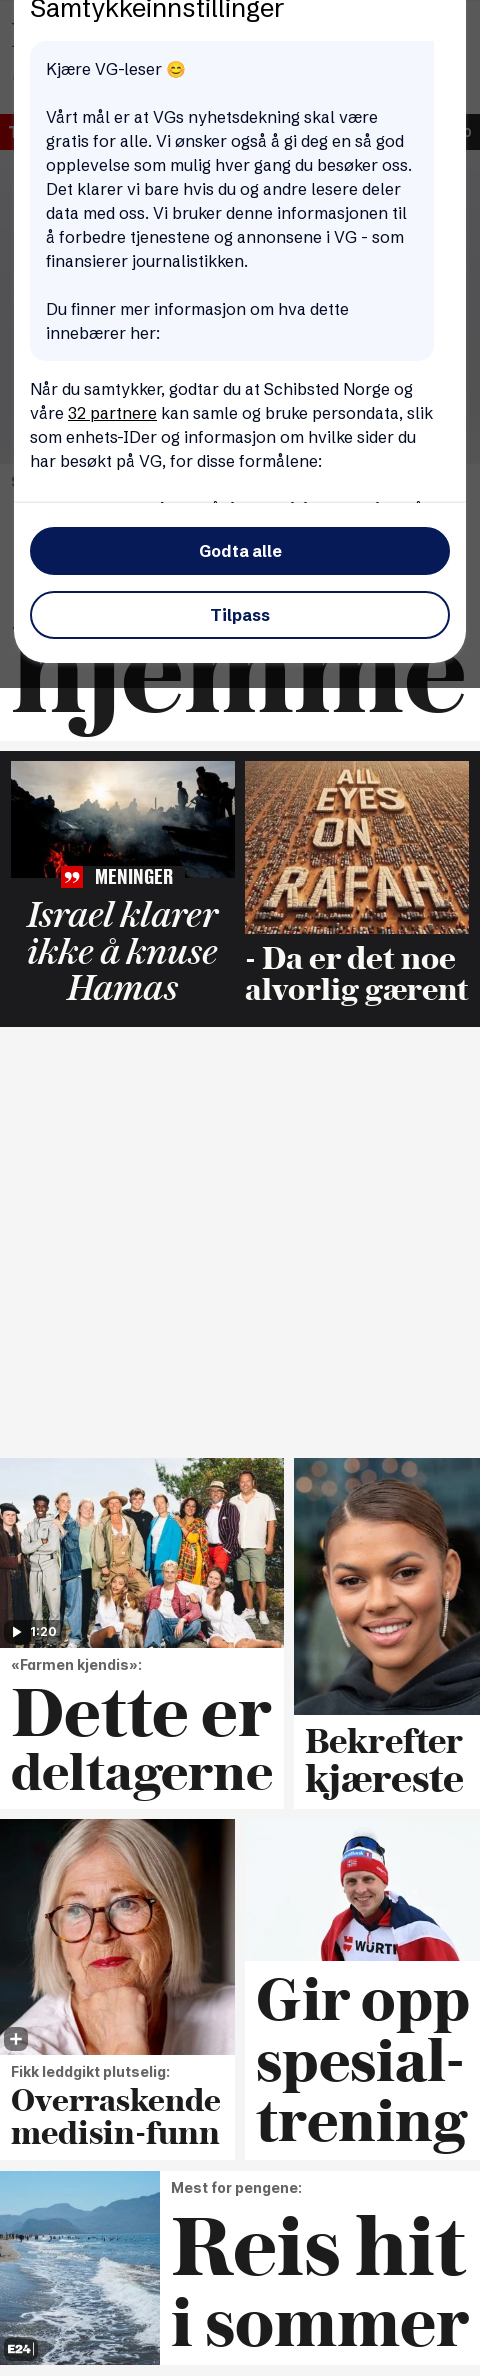 Samtykkeinnstillinger
Kjære VG-leser 😊
Vårt mål er at VGs nyhetsdekning skal være
gratis for alle. Vi ønsker også å gi deg en så god
opplevelse som mulig hver gang du besøker oss.
Det klarer vi bare hvis du og andre lesere deler
data med oss. Vi bruker denne informasjonen til
å forbedre tjenestene og annonsene i VG - som
finansierer journalistikken.
Du finner mer informasjon om hva dette
innebærer her:
Når du samtykker, godtar du at Schibsted Norge og
våre 32 partnere kan samle og bruke persondata, slik
som enhets-IDer og informasjon om hvilke sider du
har besøkt på VG, for disse formålene:
Godta alle
Tilpass
hjemme
MENINGER
Israel klarer
ikke å knuse
Hamas
ALL
EYES
ON
RAFAH
- Da er det noe
alvorlig gærent
1:20
«Farmen kjendis»:
Dette er
deltagerne
Bekrefter
kjæreste
Fikk leddgikt plutselig:
Overraskende
medisin-funn
WÜRTH
Gir opp
spesial-
trening
Mest for pengene:
Reis hit
i sommer
E24